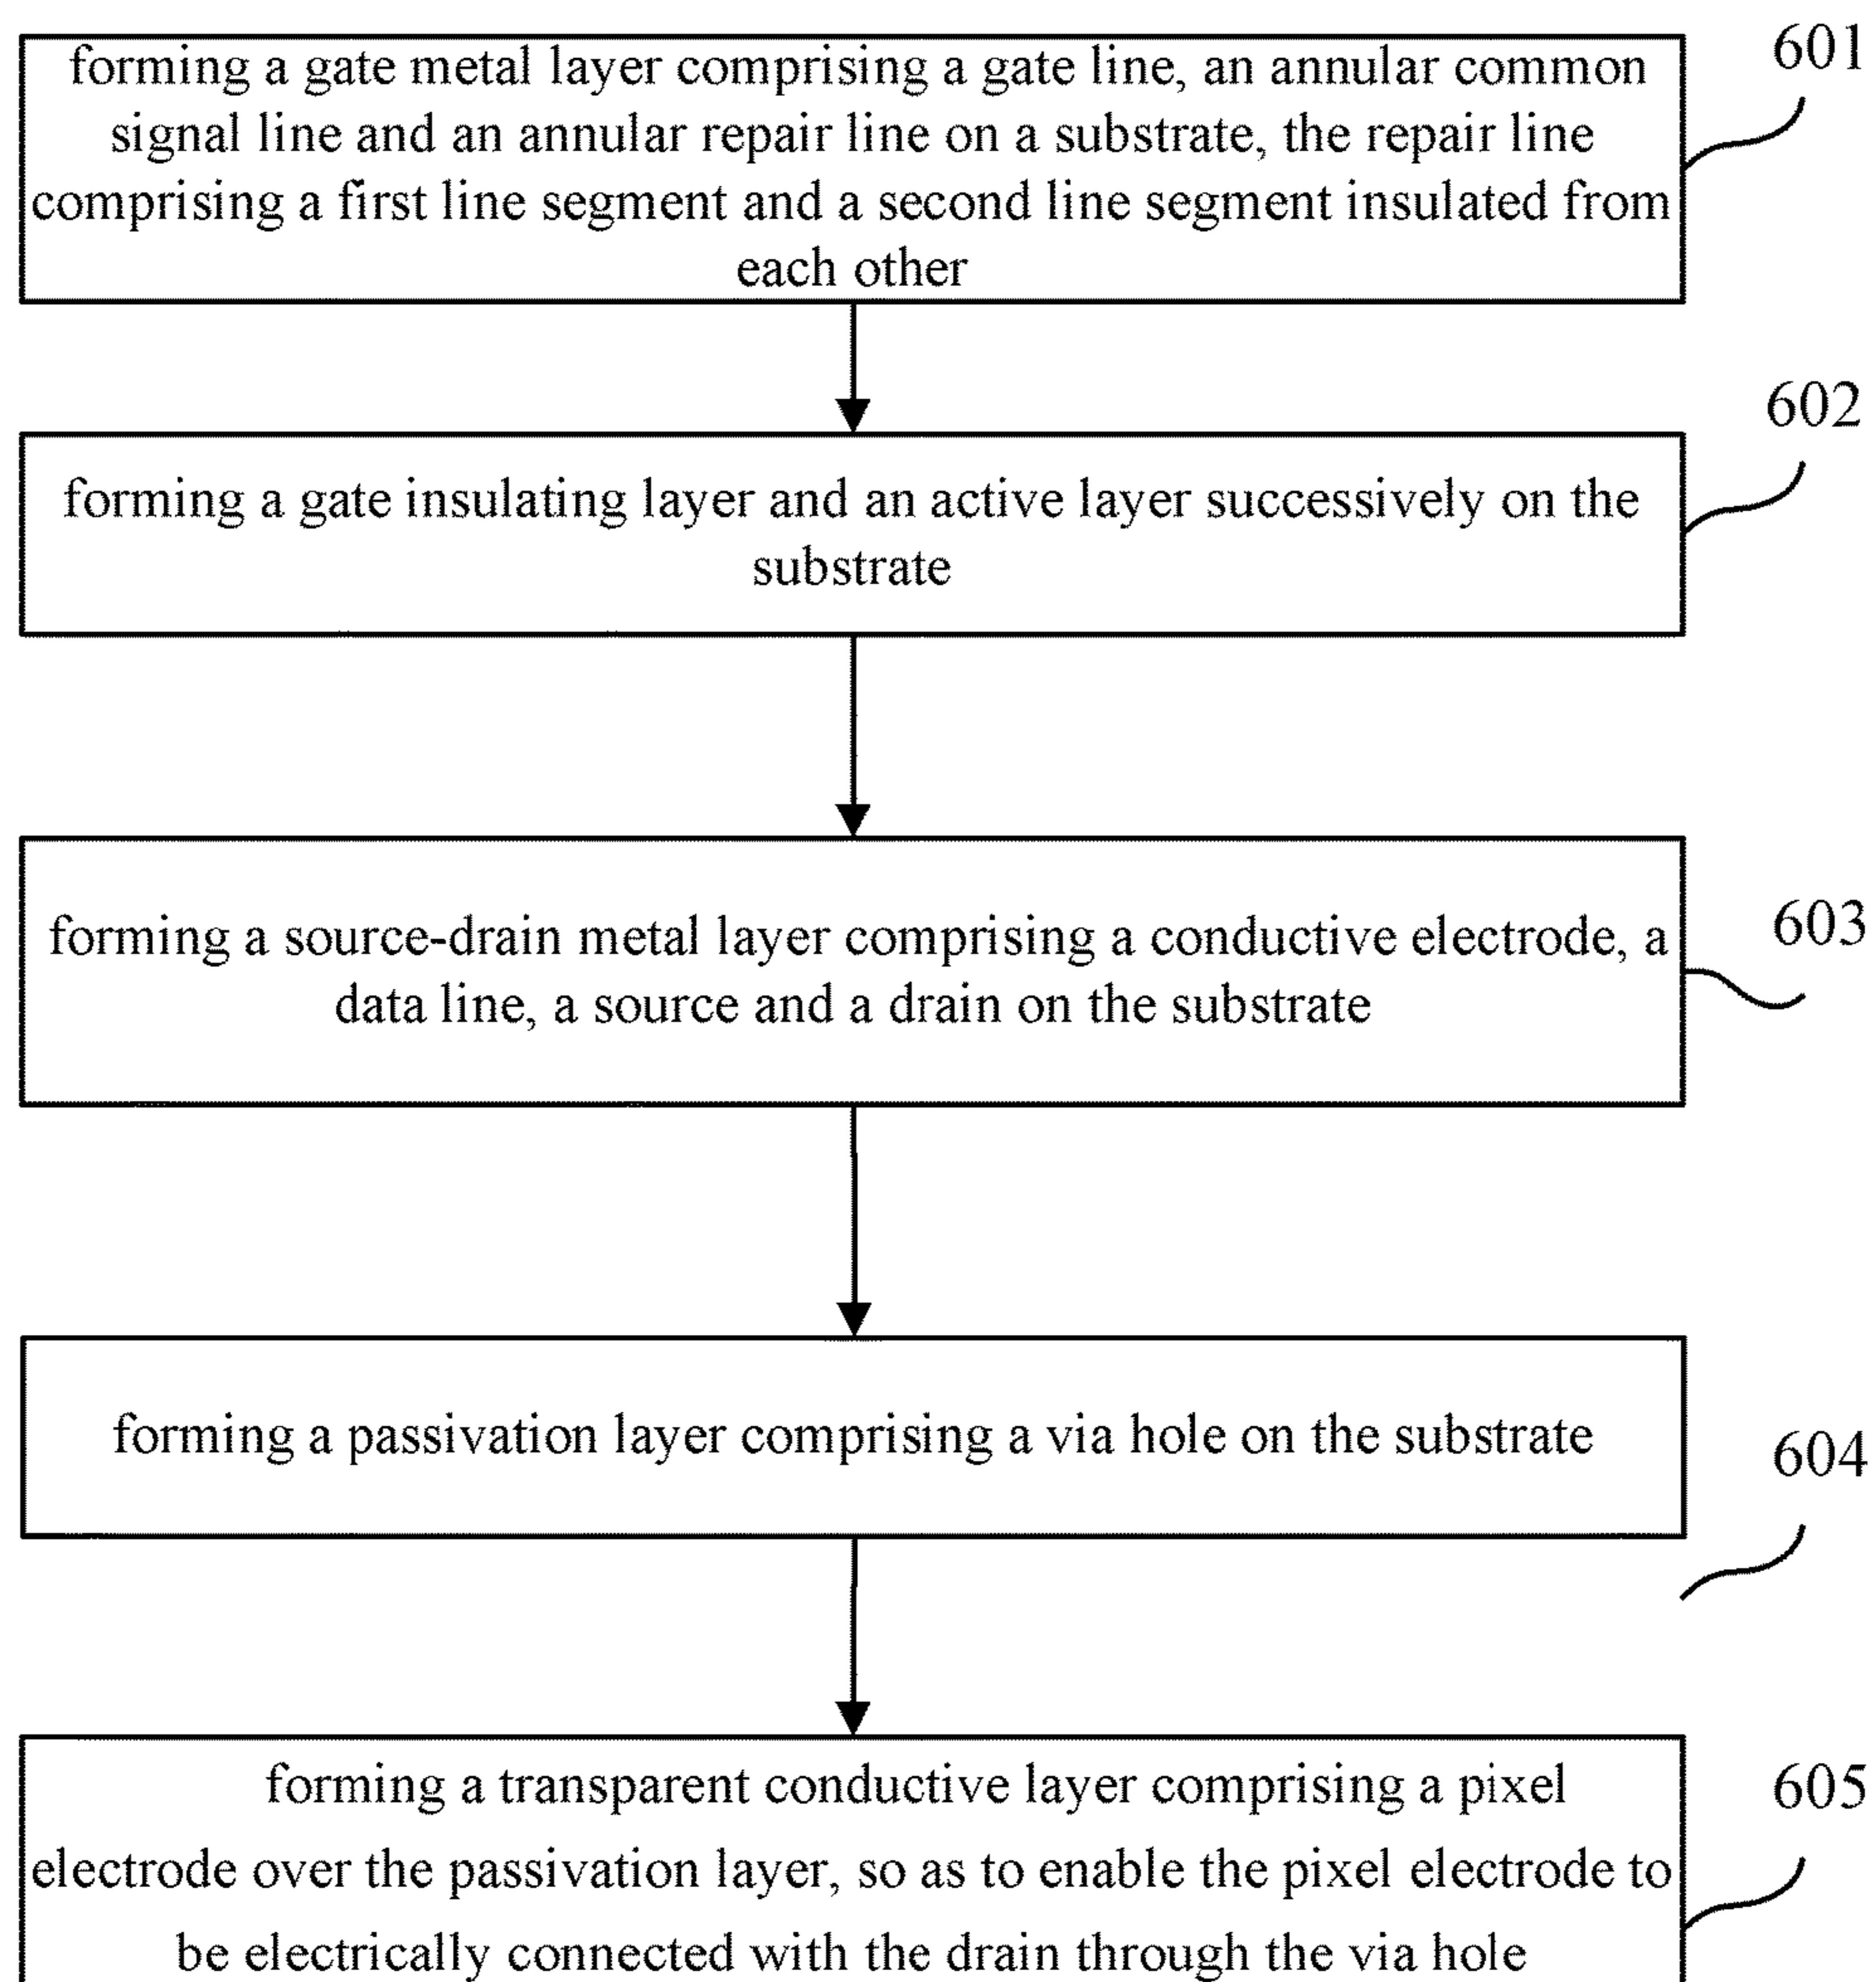 forming a gate metal layer comprising a gate line, an annular common
signal line and an annular repair line on a substrate, the repair line
comprising a first line segment and a second line segment insulated from
each other
601
forming a gate insulating layer and an active layer successively on the
substrate
602
forming a source-drain metal layer comprising a conductive electrode, a
data line, a source and a drain on the substrate
603
forming a passivation layer comprising a via hole on the substrate
604
forming a transparent conductive layer comprising a pixel
electrode over the passivation layer, so as to enable the pixel electrode to
be electrically connected with the drain through the via hole
605